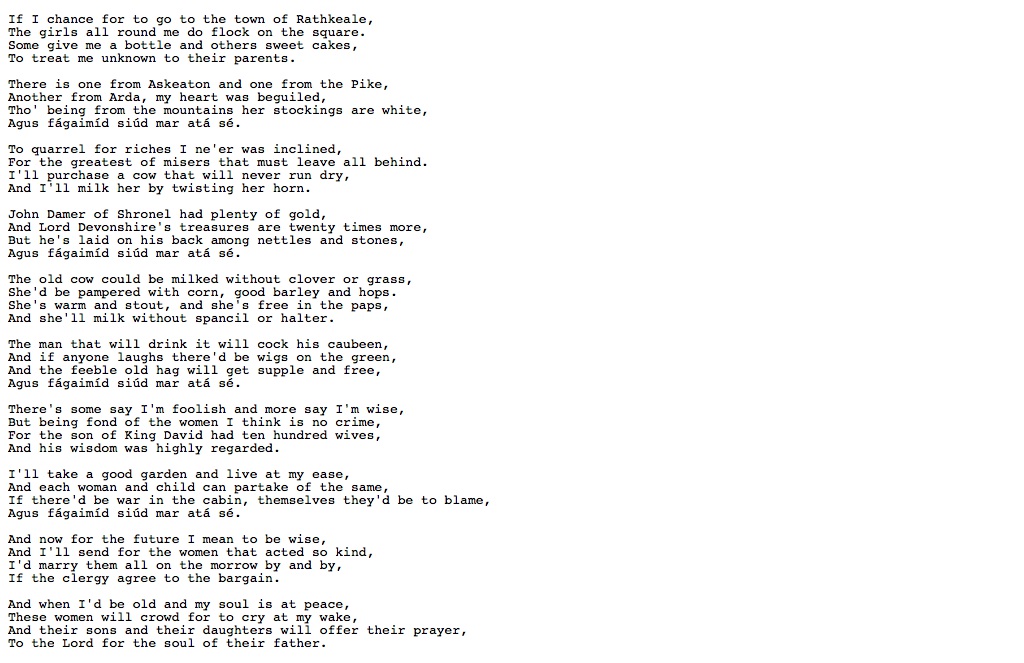 If I chance for to go to the town of Rathkeale,
The girls all round me do flock on the square.
Some give me a bottle and others sweet cakes,
To treat me unknown to their parents.
There is one from Askeaton and one from the Pike,
Another from Arda, my heart was beguiled,
Tho' being from the mountains her stockings are white,
Agus fágaimíd siúd mar atá sé.
To quarrel for riches I ne'er was inclined,
For the greatest of misers that must leave all behind.
I'll purchase a cow that will never run dry,
And I'll milk her by twisting her horn.
John Damer of Shronel had plenty of gold,
And Lord Devonshire's treasures are twenty times more,
But he's laid on his back among nettles and stones,
Agus fágaimíd siúd mar atá sé.
The old cow could be milked without clover or grass,
She'd be pampered with corn, good barley and hops.
She's warm and stout, and she's free in the paps,
And she'll milk without spancil or halter.
The man that will drink it will cock his caubeen,
And if anyone laughs there'd be wigs on the green,
And the feeble old hag will get supple and free,
Agus fágaimíd siúd mar atá sé.
There's some say I'm foolish and more say I'm wise,
But being fond of the women I think is no crime,
For the son of King David had ten hundred wives,
And his wisdom was highly regarded.
I'll take a good garden and live at my ease,
And each woman and child can partake of the same,
If there'd be war in the cabin, themselves they'd be to blame,
Agus fágaimíd siúd mar atá sé.
And now for the future I mean to be wise,
And I'll send for the women that acted so kind,
I'd marry them all on the morrow by and by,
If the clergy agree to the bargain.
And when I'd be old and my soul is at peace,
These women will crowd for to cry at my wake,
And their sons and their daughters will offer their prayer,
To the Lord for the soul of their father.